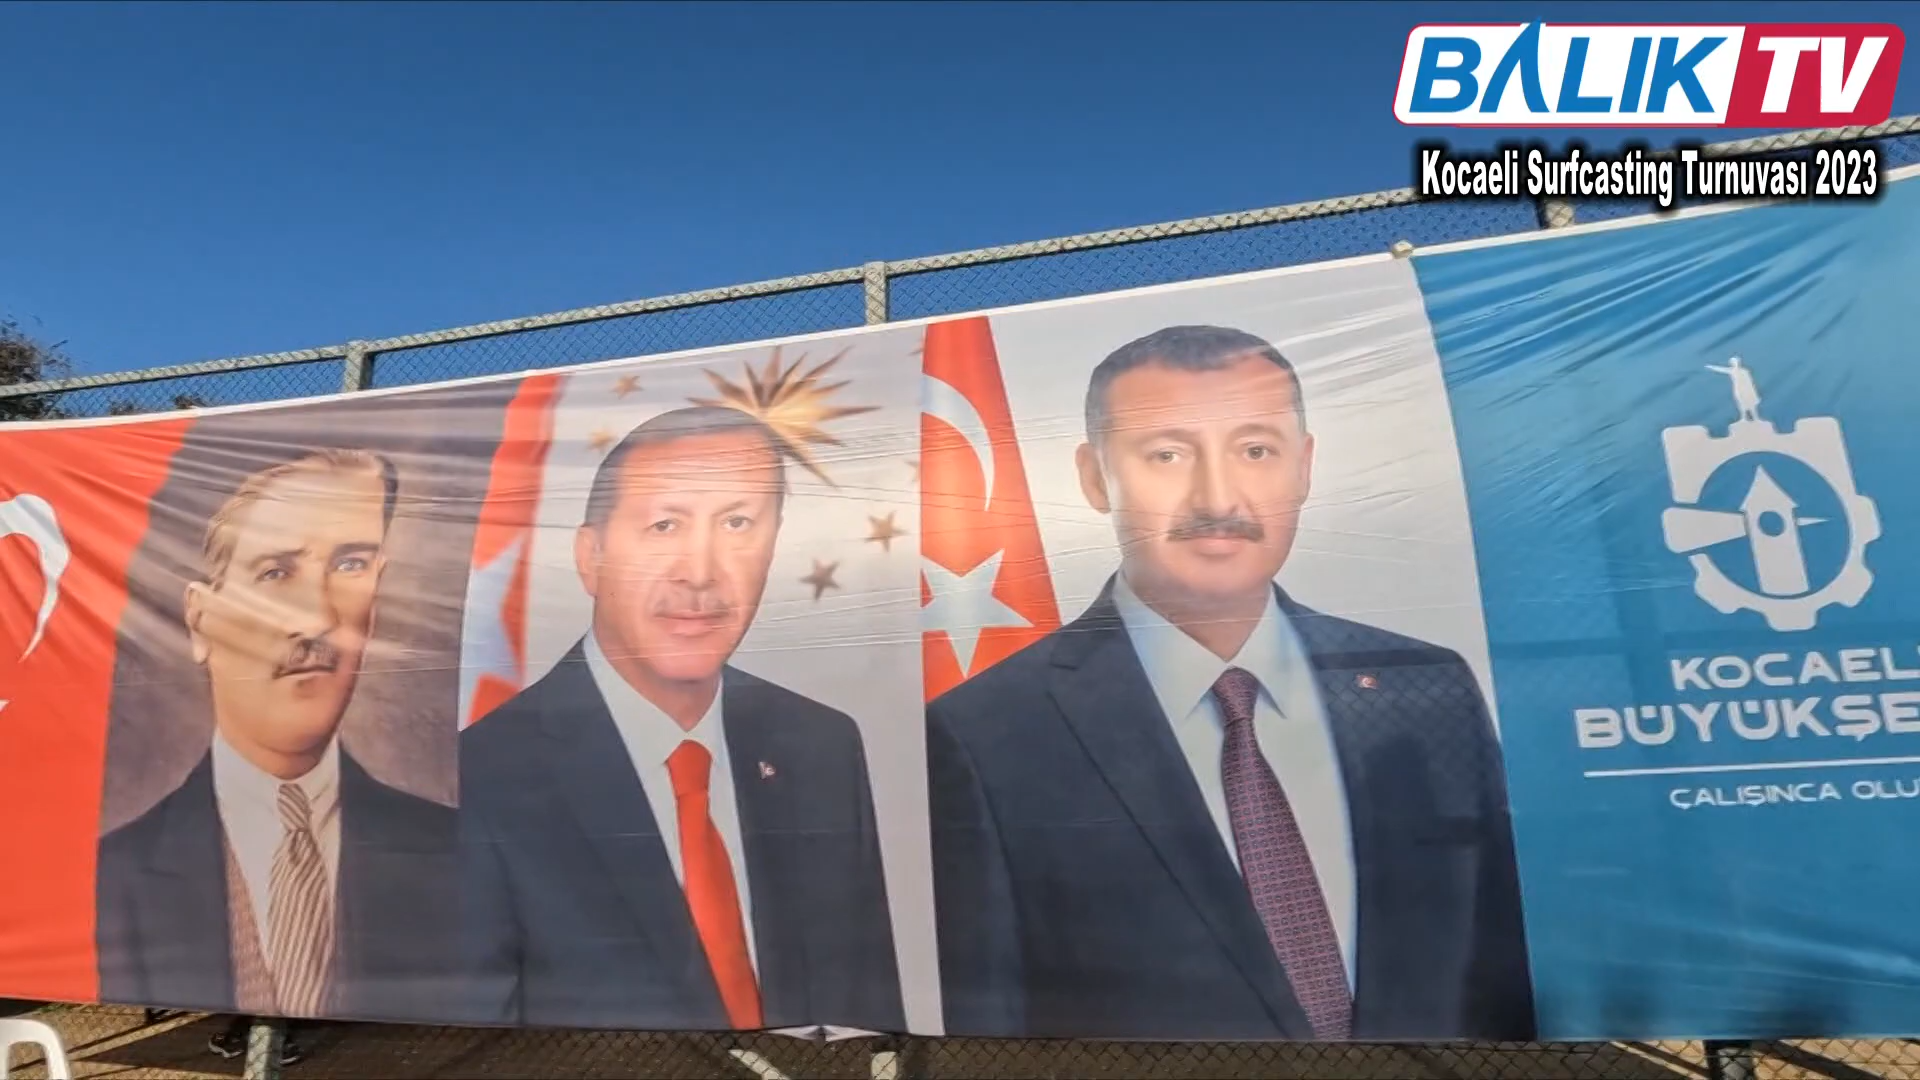 BALIK TV
Kocaeli Surfcasting Turnuvası 2023
KOCAEL
BÜYÜKŞE
ÇALIŞINCA OLU